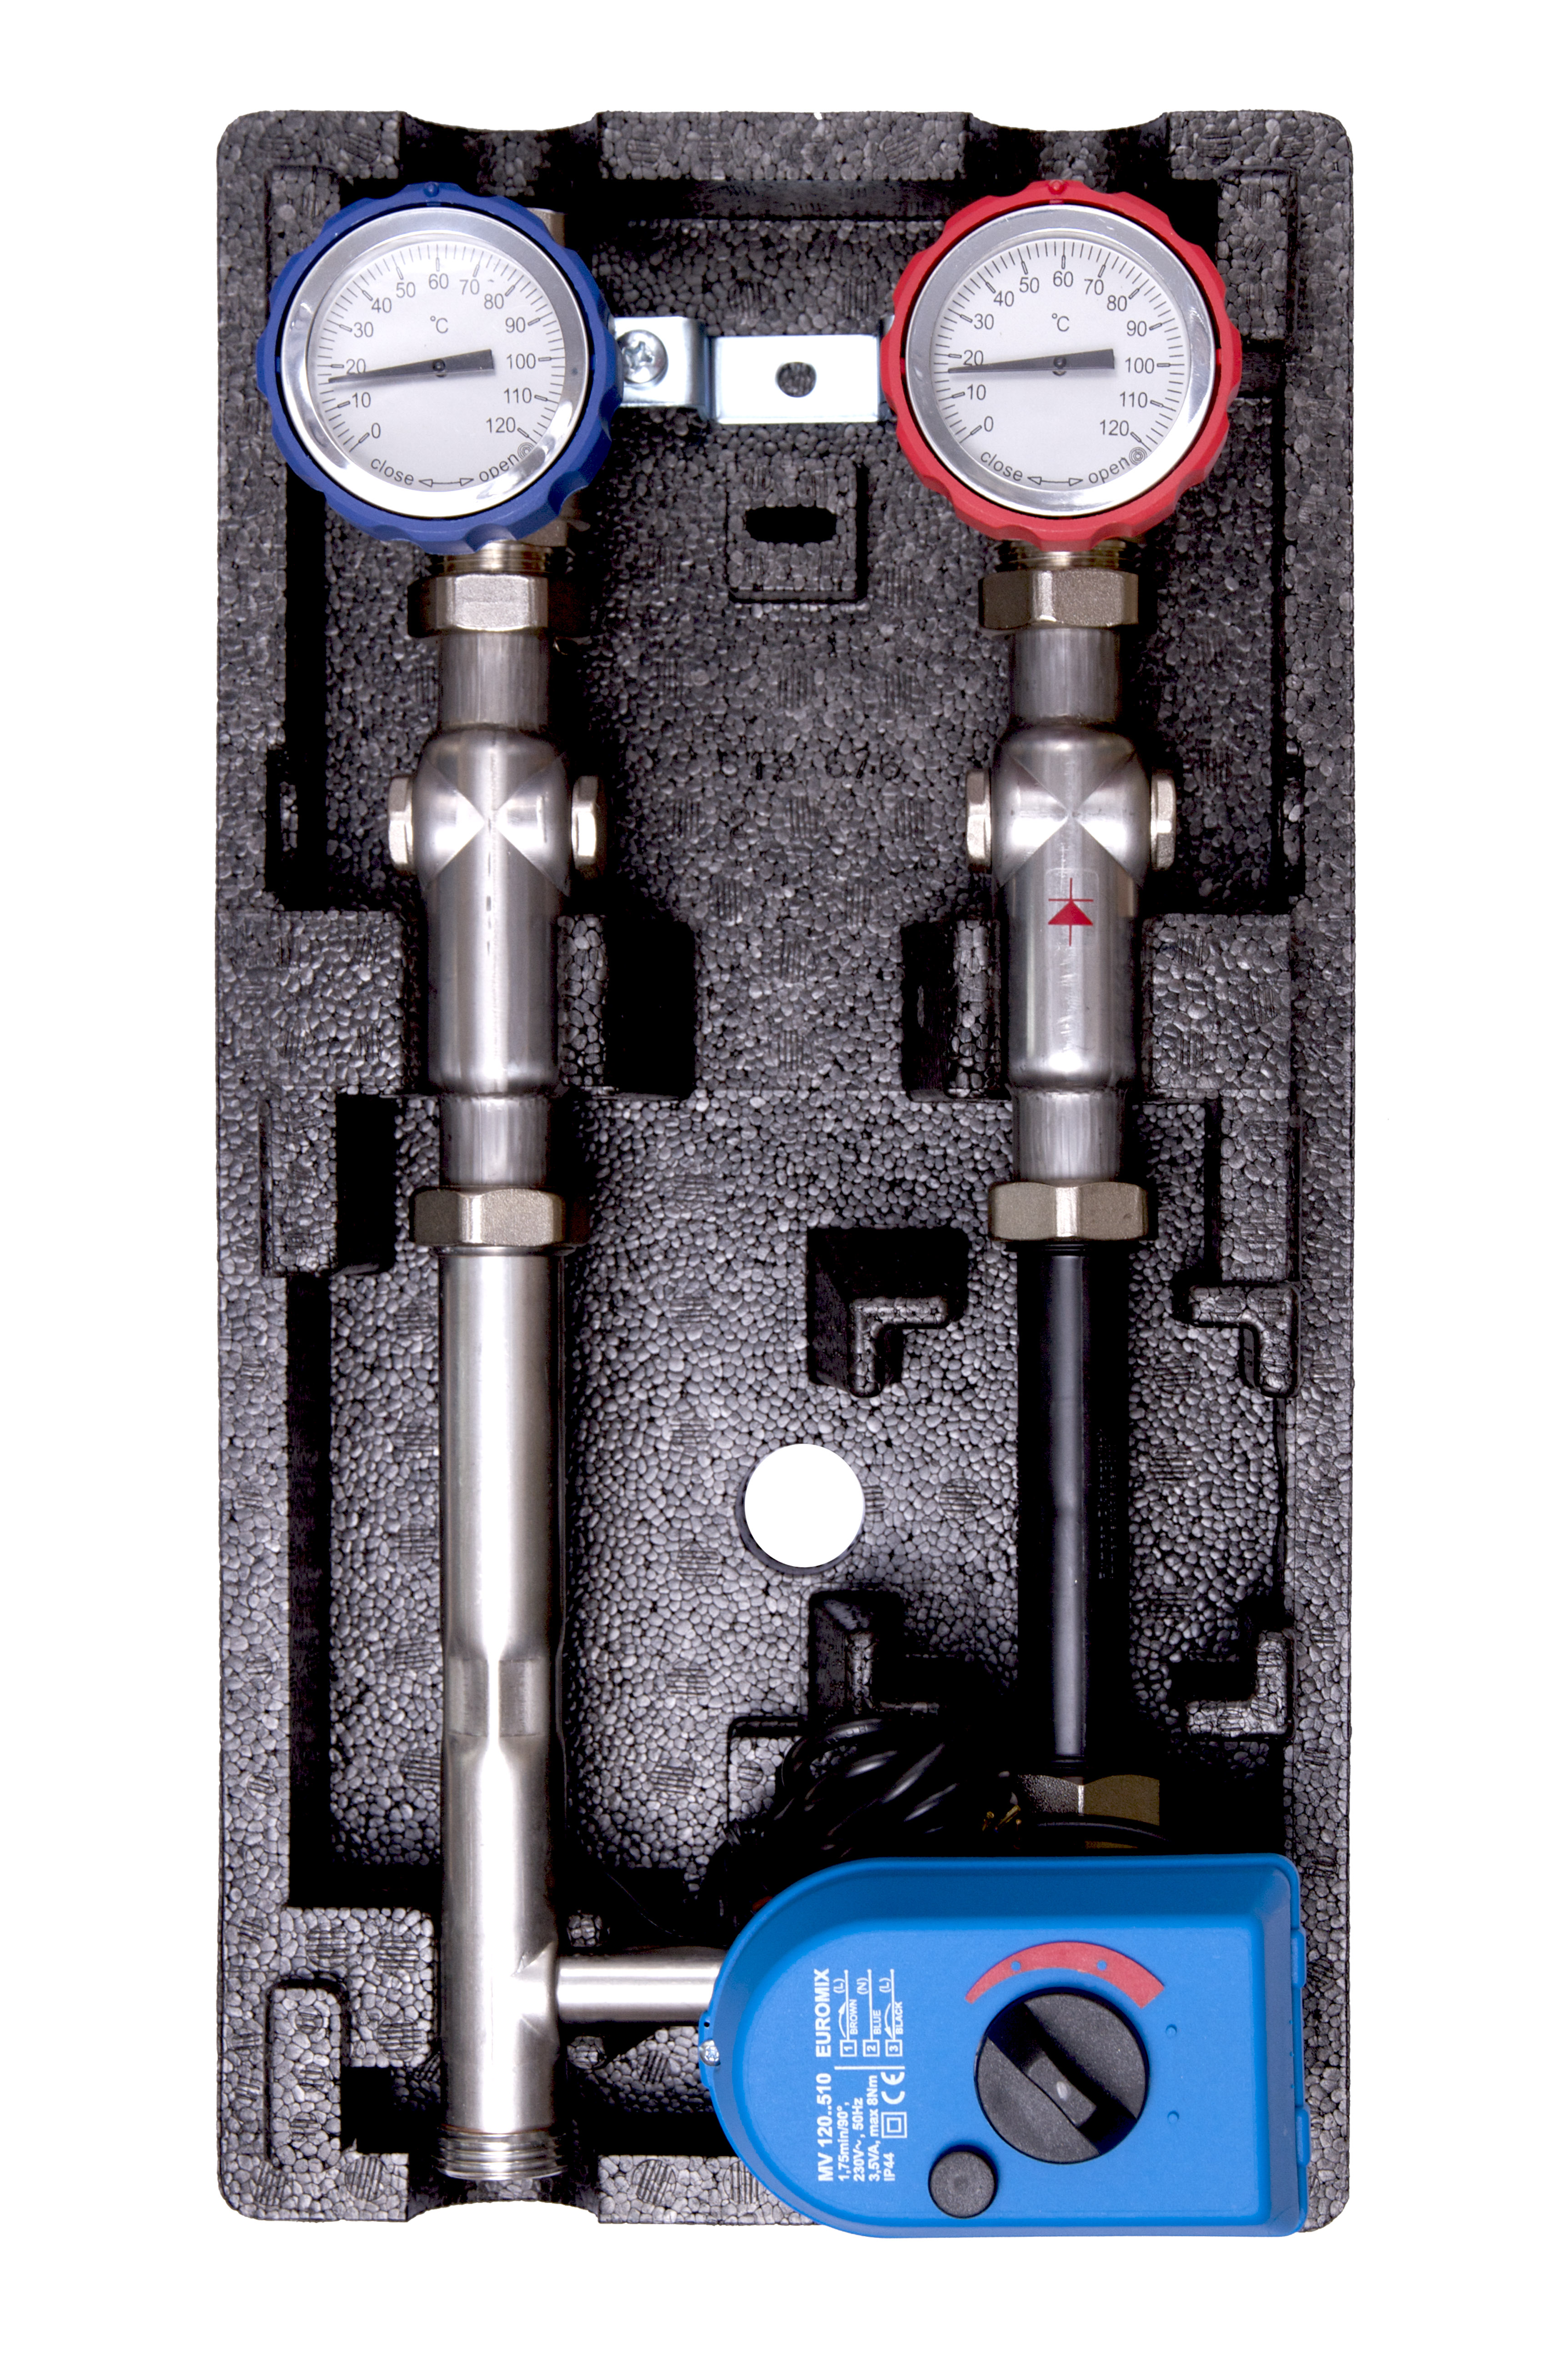 0
10
20
30
40
50
60
70
80
90
100
110
120
°C
close
open
0
10
20
30
40
50
60
70
80
90
100
110
120
°C
close
open
MV 120..510 EUROMIX
1,75min/90°,
230V~, 50Hz
3,5VA, max 8Nm
IP44 CE
1 BROWN (L)
2 BLUE (N)
3 BLACK (L)